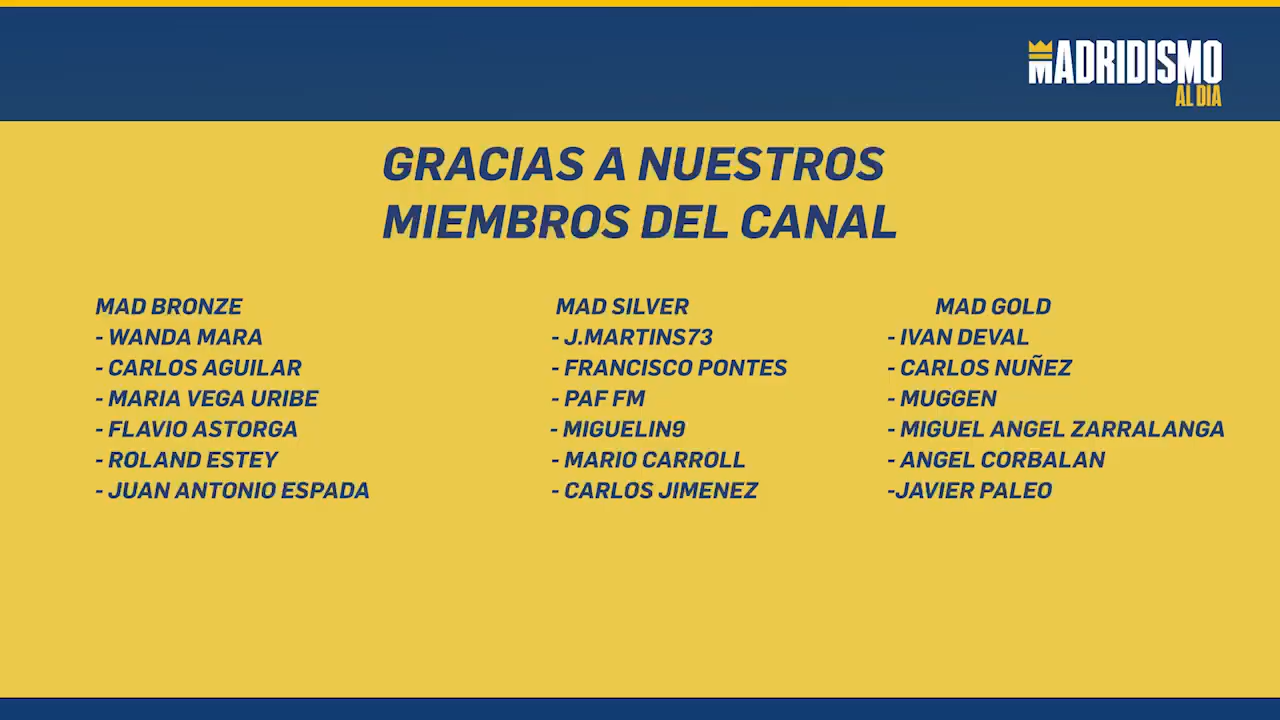 MADRIDISMO
AL DIA
GRACIAS A NUESTROS
MIEMBROS DEL CANAL
MAD BRONZE
- WANDA MARA
- CARLOS AGUILAR
- MARIA VEGA URIBE
- FLAVIO ASTORGA
- ROLAND ESTEY
- JUAN ANTONIO ESPADA
MAD SILVER
- J.MARTINS73
- FRANCISCO PONTES
- PAF FM
- MIGUELIN9
- MARIO CARROLL
- CARLOS JIMENEZ
MAD GOLD
- IVAN DEVAL
- CARLOS NUÑEZ
- MUGGEN
- MIGUEL ANGEL ZARRALANGA
- ANGEL CORBALAN
-JAVIER PALEO